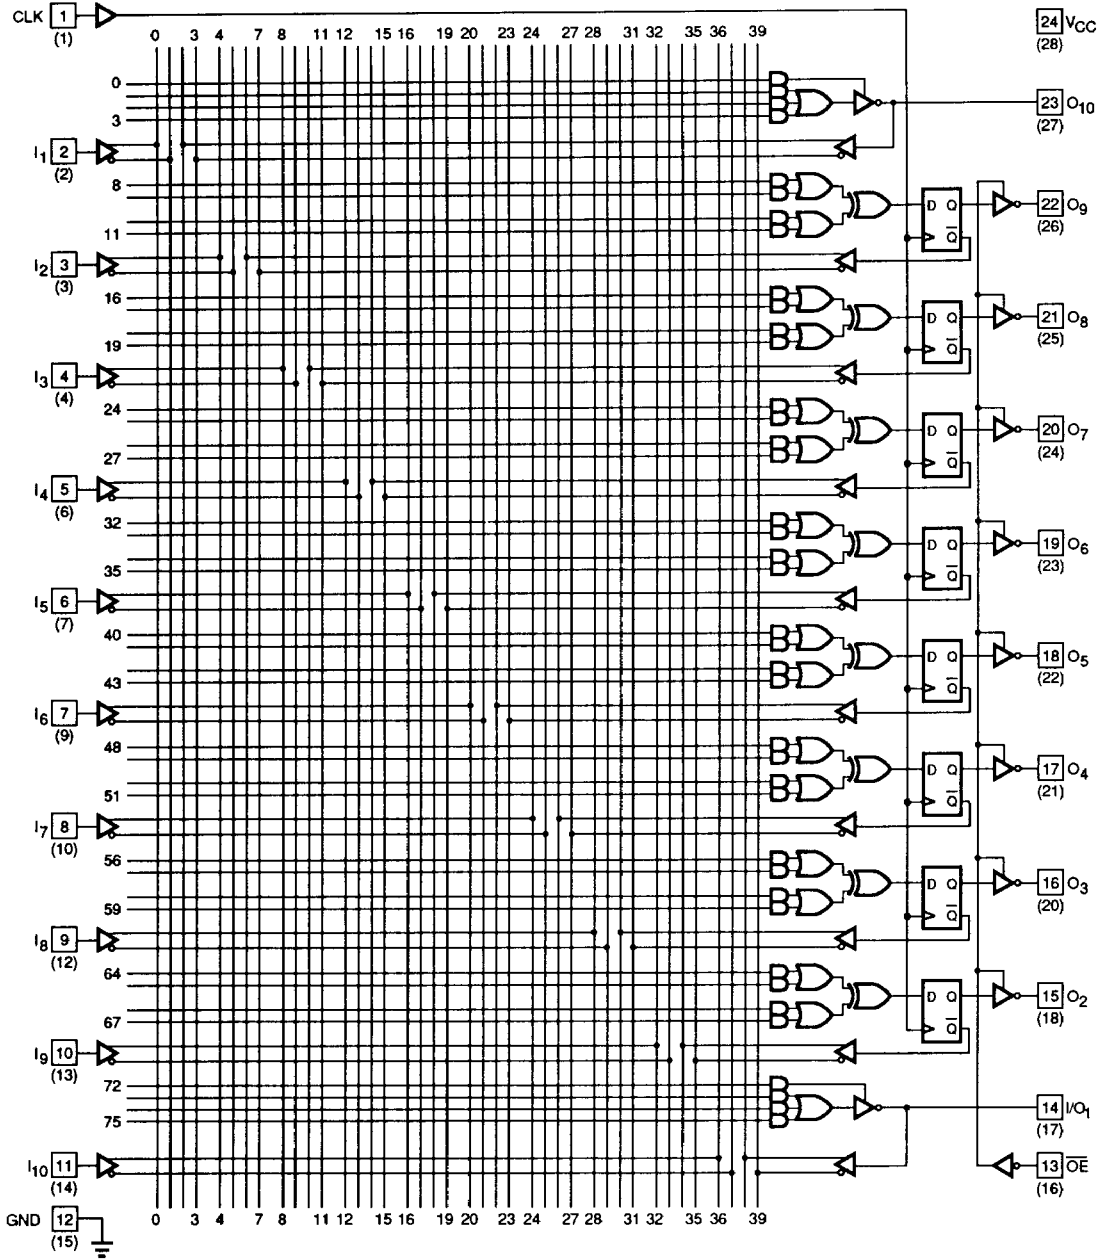 CLK 1 24 VCC
(1) (28)
0 3 4 7 8 11 12 15 16 19 20 23 24 27 28 31 32 35 36 39
0
23 O10
3 (27)
I1 2
(2)
8
D Q 22 O9
11 Q̅ (26)
I2 3
(3)
16
D Q 21 O8
19 Q̅ (25)
I3 4
(4)
24
D Q 20 O7
27 Q̅ (24)
I4 5
(6)
32
D Q 19 O6
35 Q̅ (23)
I5 6
(7)
40
D Q 18 O5
43 Q̅ (22)
I6 7
(9)
48
D Q 17 O4
51 Q̅ (21)
I7 8
(10)
56
D Q 16 O3
59 Q̅ (20)
I8 9
(12)
64
D Q 15 O2
67 Q̅ (18)
I9 10
(13)
72
14 I/O1
75 (17)
I10 11 13 O̅E̅
(14) (16)
GND 12 0 3 4 7 8 11 12 15 16 19 20 23 24 27 28 31 32 35 36 39
(15)